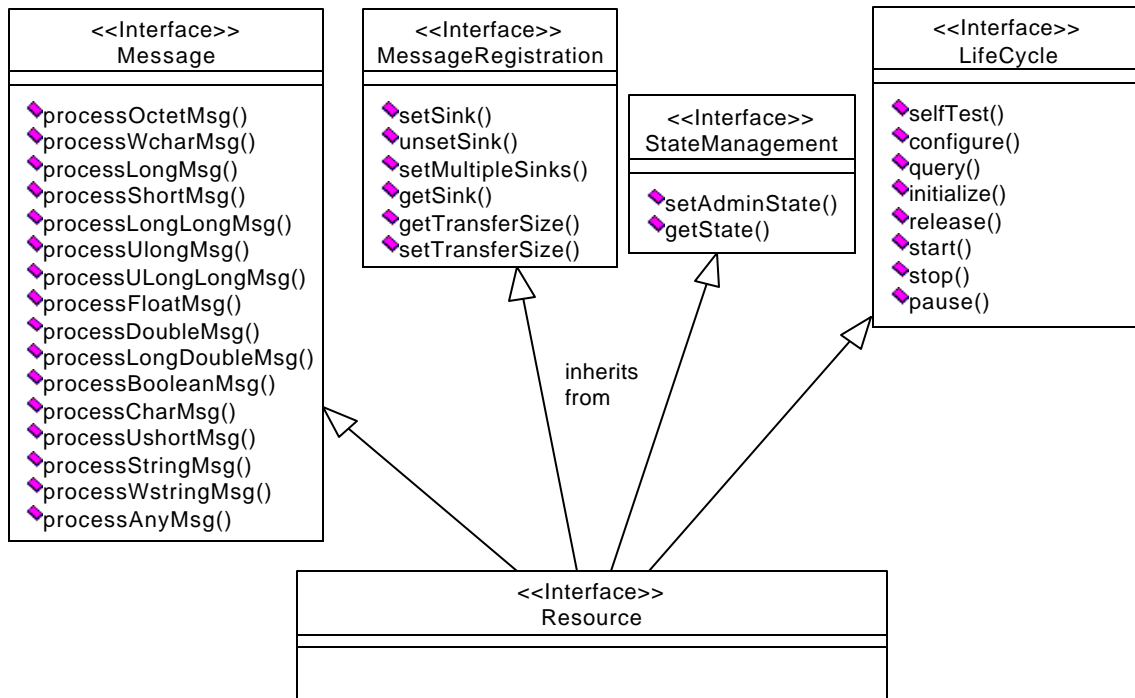 <<Interface>>
Message
processOctetMsg()
processWcharMsg()
processLongMsg()
processShortMsg()
processLongLongMsg()
processUlongMsg()
processULongLongMsg()
processFloatMsg()
processDoubleMsg()
processLongDoubleMsg()
processBooleanMsg()
processCharMsg()
processUshortMsg()
processStringMsg()
processWstringMsg()
processAnyMsg()
<<Interface>>
MessageRegistration
setSink()
unsetSink()
setMultipleSinks()
getSink()
getTransferSize()
setTransferSize()
<<Interface>>
StateManagement
setAdminState()
getState()
<<Interface>>
LifeCycle
selfTest()
configure()
query()
initialize()
release()
start()
stop()
pause()
inherits
from
<<Interface>>
Resource